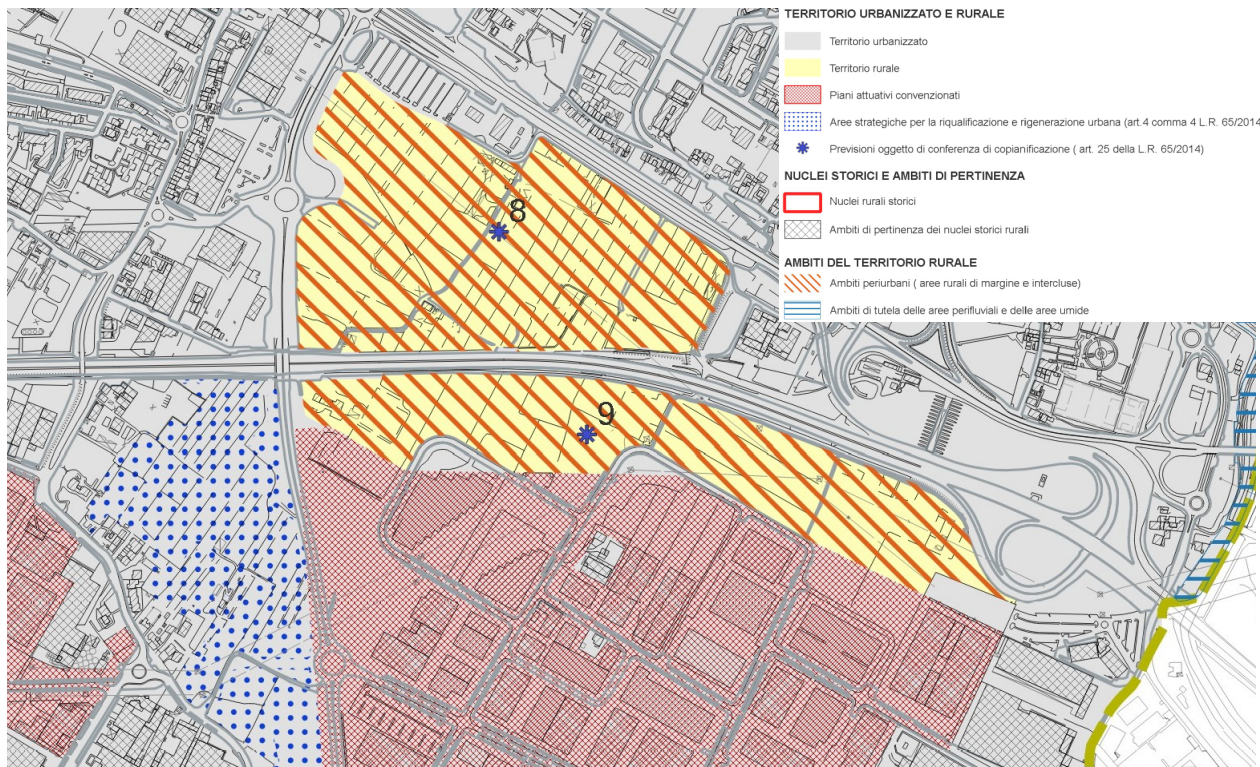 TERRITORIO URBANIZZATO E RURALE
Territorio urbanizzato
Territorio rurale
Piani attuativi convenzionati
Aree strategiche per la riqualificazione e rigenerazione urbana (art.4 comma 4 L.R. 65/2014
Previsioni oggetto di conferenza di copianificazione ( art. 25 della L.R. 65/2014)
NUCLEI STORICI E AMBITI DI PERTINENZA
Nuclei rurali storici
Ambiti di pertinenza dei nuclei storici rurali
AMBITI DEL TERRITORIO RURALE
Ambiti periurbani ( aree rurali di margine e intercluse)
Ambiti di tutela delle aree perifluviali e delle aree umide
8
9